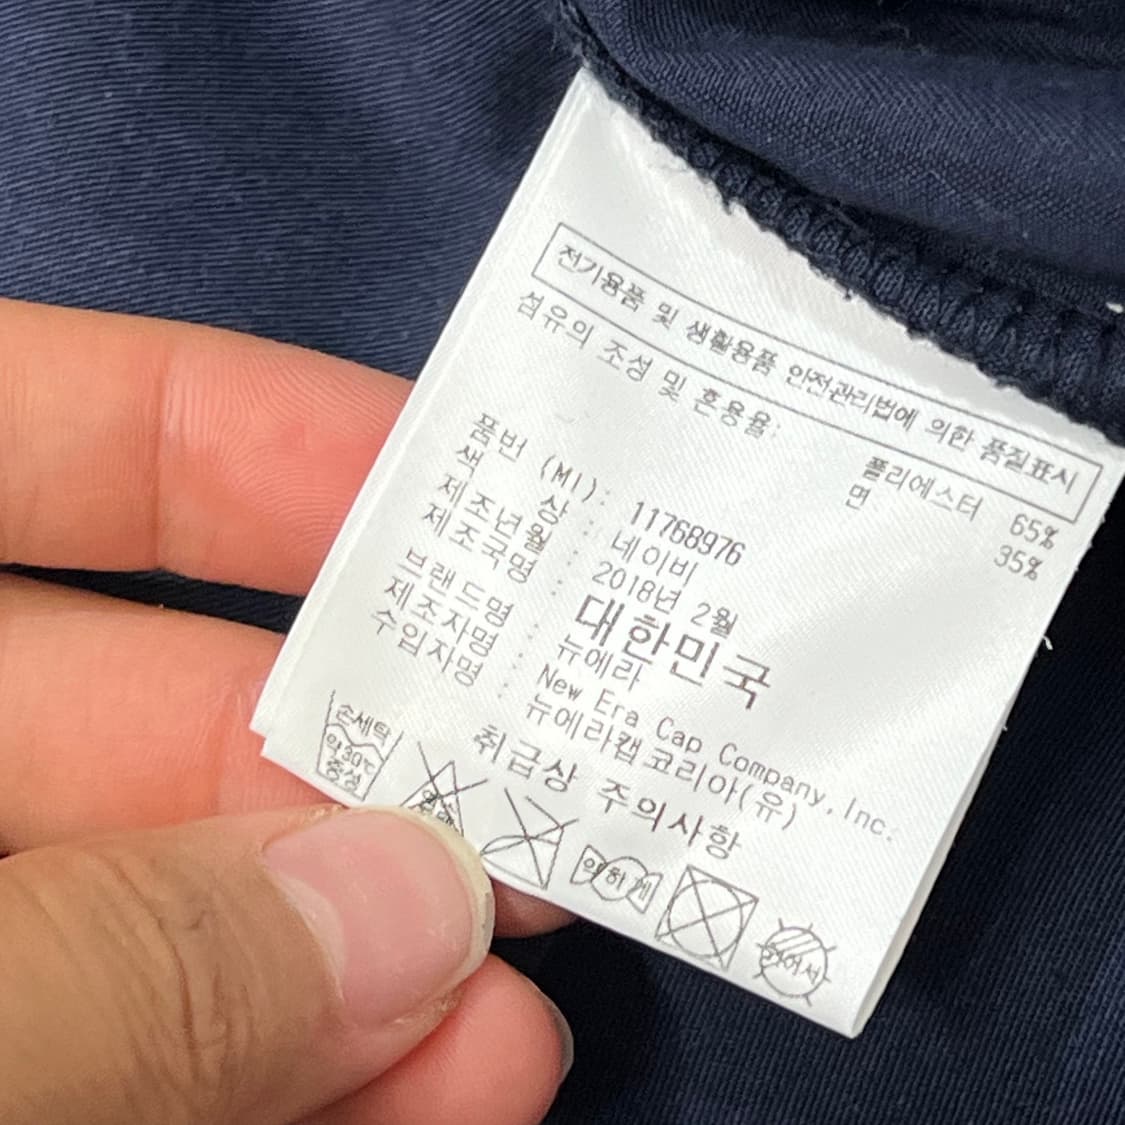 전기용품 및 생활용품 안전관리법에 의한 품질표시
섬유의 조성 및 혼용율:
폴리에스터 65%
면 35%
품번 (MI): 11768976
색 상 : 네이비
제조년월 : 2018년 2월
제조국명 : 대한민국
브랜드명 : 뉴에라
제조자명 : New Era Cap Company, Inc.
수입자명 : 뉴에라캡코리아(유)
취급상 주의사항
손세탁
약30℃
중성
약하게
뉘어서